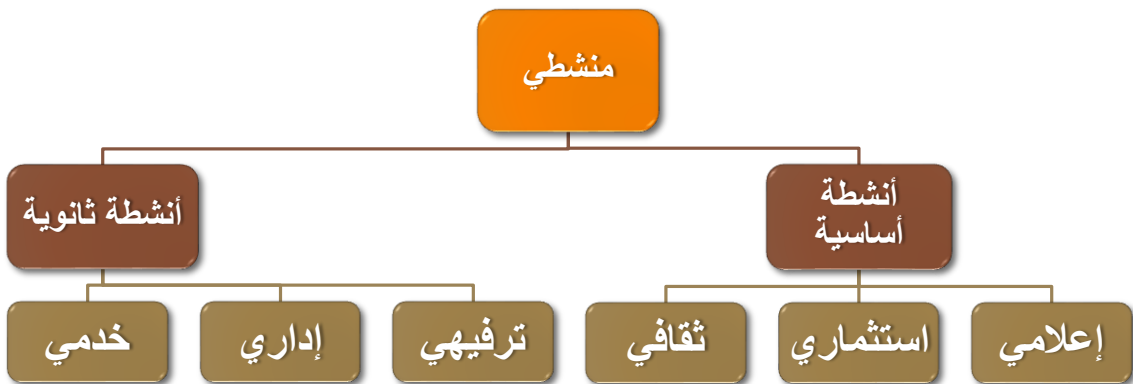 منشطي
أنشطة
أساسية
أنشطة ثانوية
إعلامي
استثماري
ثقافي
ترفيهي
إداري
خدمي